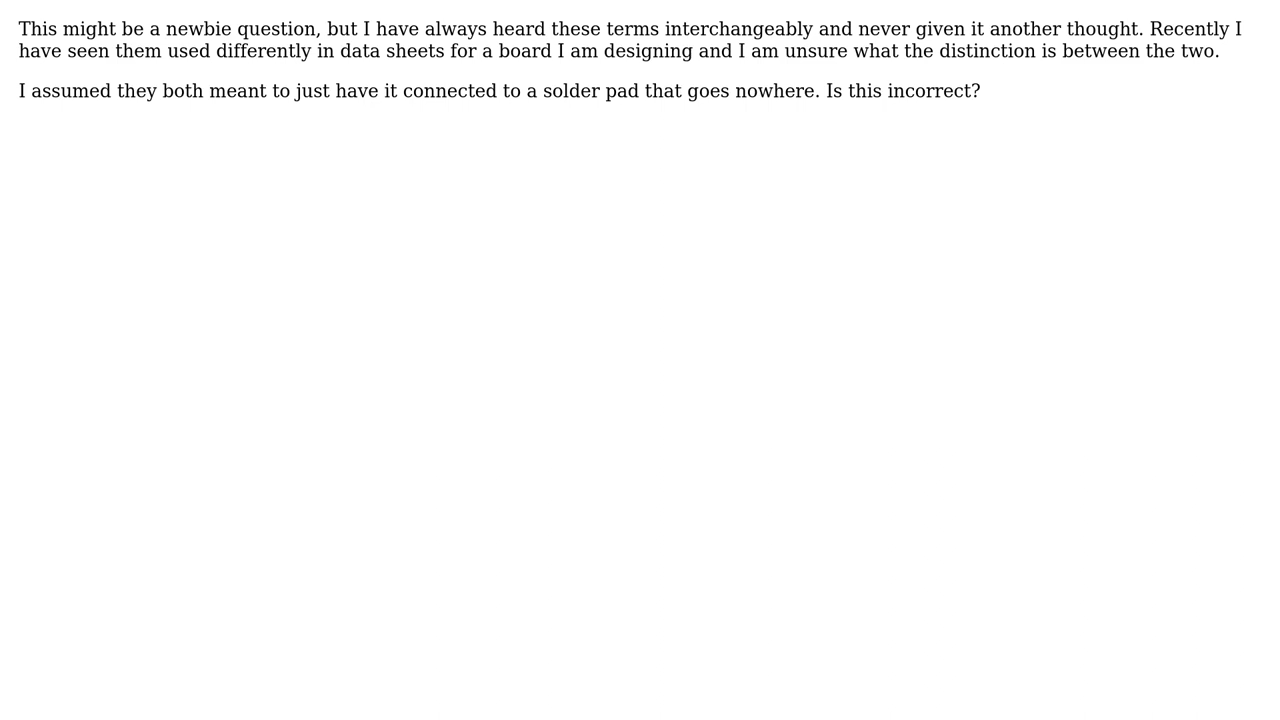 This might be a newbie question, but I have always heard these terms interchangeably and never given it another thought. Recently I
have seen them used differently in data sheets for a board I am designing and I am unsure what the distinction is between the two.
I assumed they both meant to just have it connected to a solder pad that goes nowhere. Is this incorrect?